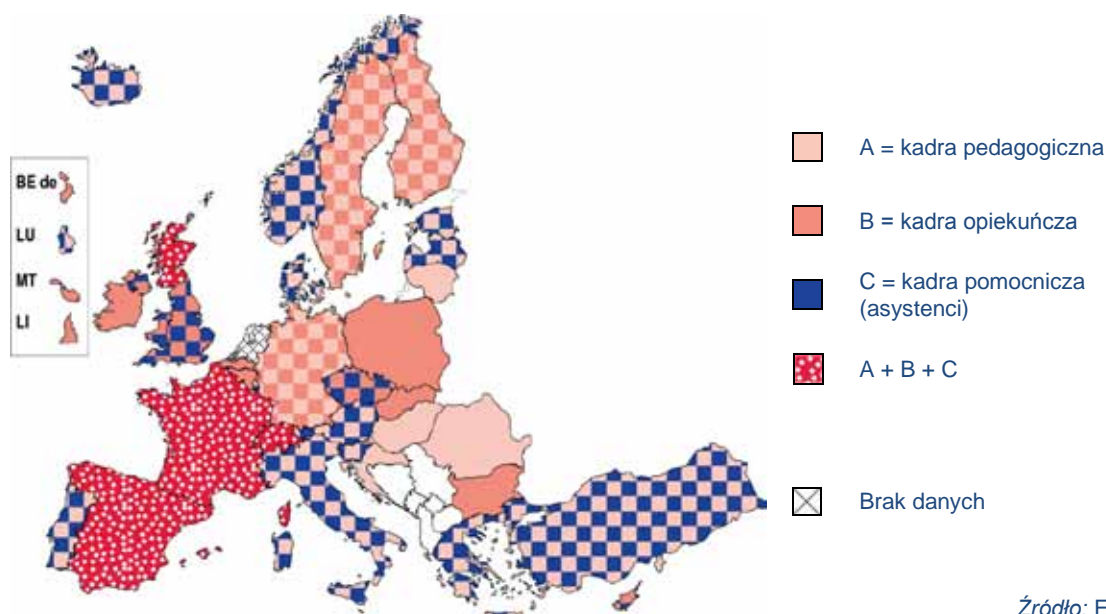 BE de
LU
MT
LI
A = kadra pedagogiczna
B = kadra opiekuńcza
C = kadra pomocnicza
(asystenci)
A + B + C
Brak danych
Źródło: E